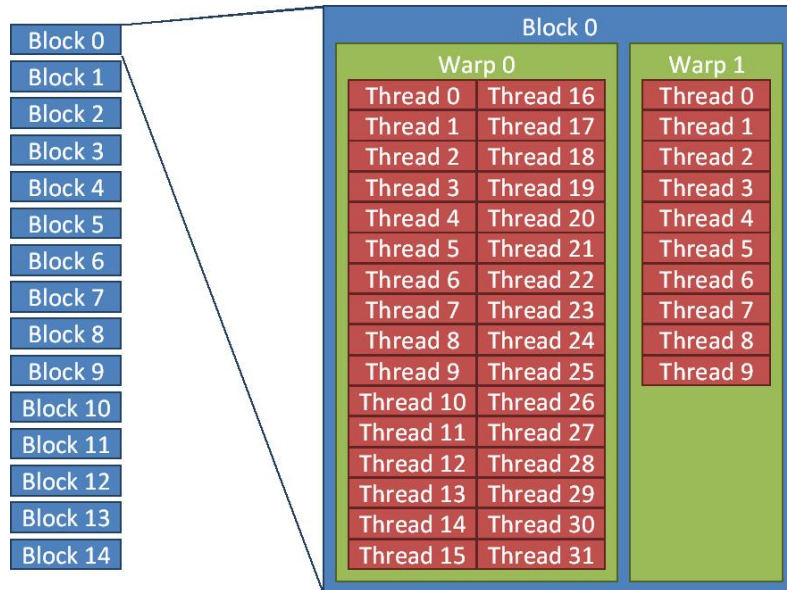 Block 0
Block 1
Block 2
Block 3
Block 4
Block 5
Block 6
Block 7
Block 8
Block 9
Block 10
Block 11
Block 12
Block 13
Block 14
Block 0
Warp 0
Thread 0 Thread 16
Thread 1 Thread 17
Thread 2 Thread 18
Thread 3 Thread 19
Thread 4 Thread 20
Thread 5 Thread 21
Thread 6 Thread 22
Thread 7 Thread 23
Thread 8 Thread 24
Thread 9 Thread 25
Thread 10 Thread 26
Thread 11 Thread 27
Thread 12 Thread 28
Thread 13 Thread 29
Thread 14 Thread 30
Thread 15 Thread 31
Warp 1
Thread 0
Thread 1
Thread 2
Thread 3
Thread 4
Thread 5
Thread 6
Thread 7
Thread 8
Thread 9